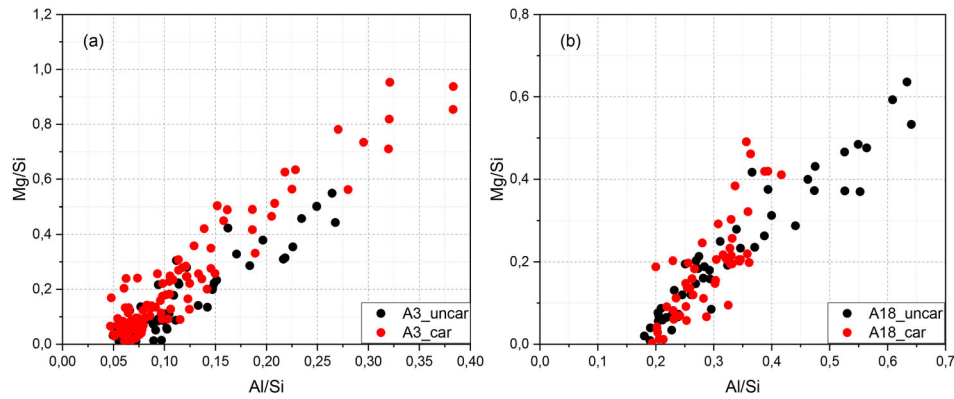 (a)
Mg/Si
1,2
1,0
0,8
0,6
0,4
0,2
0,0
0,00 0,05 0,10 0,15 0,20 0,25 0,30 0,35 0,40
Al/Si
A3_uncar
A3_car
(b)
Mg/Si
0,8
0,6
0,4
0,2
0,0
0,0 0,1 0,2 0,3 0,4 0,5 0,6 0,7
Al/Si
A18_uncar
A18_car